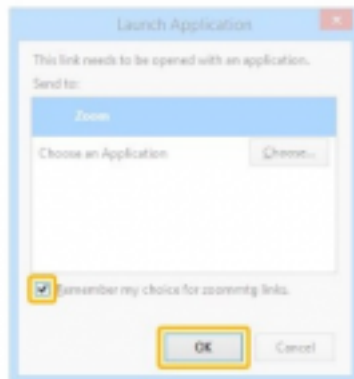 Launch Application
This link needs to be opened with an application.
Send to:
Zoom
Choose an Application
Choose...
Remember my choice for zoommtg links.
OK
Cancel